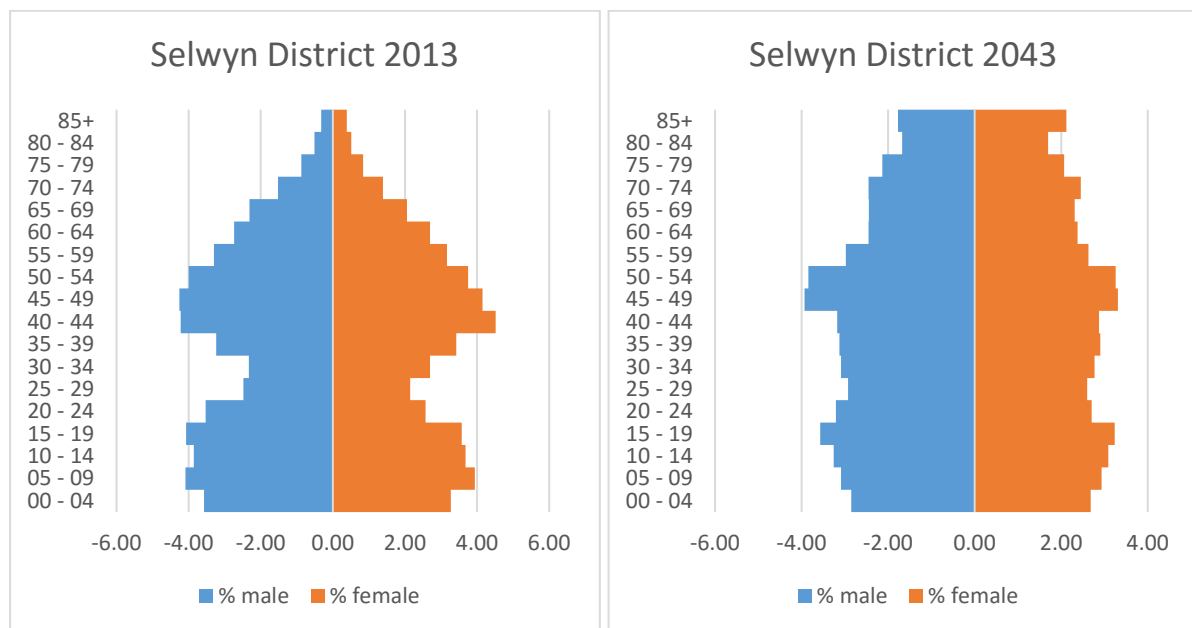 Selwyn District 2013
85+
80 - 84
75 - 79
70 - 74
65 - 69
60 - 64
55 - 59
50 - 54
45 - 49
40 - 44
35 - 39
30 - 34
25 - 29
20 - 24
15 - 19
10 - 14
05 - 09
00 - 04
-6.00 -4.00 -2.00 0.00 2.00 4.00 6.00
% male % female
Selwyn District 2043
85+
80 - 84
75 - 79
70 - 74
65 - 69
60 - 64
55 - 59
50 - 54
45 - 49
40 - 44
35 - 39
30 - 34
25 - 29
20 - 24
15 - 19
10 - 14
05 - 09
00 - 04
-6.00 -4.00 -2.00 0.00 2.00 4.00
% male % female